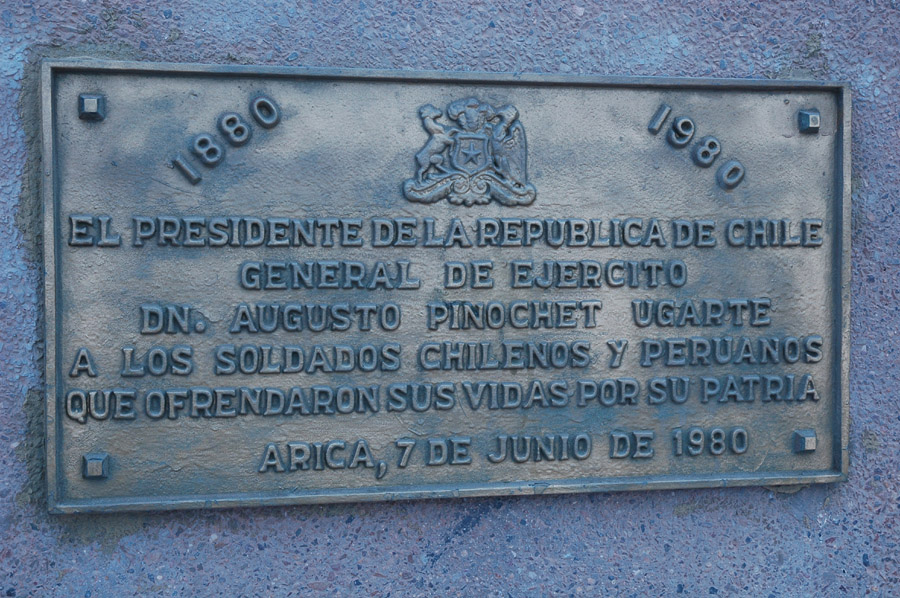 1880
1980
EL PRESIDENTE DE LA REPUBLICA DE CHILE
GENERAL DE EJERCITO
DN. AUGUSTO PINOCHET UGARTE
A LOS SOLDADOS CHILENOS Y PERUANOS
QUE OFRENDARON SUS VIDAS POR SU PATRIA
ARICA, 7 DE JUNIO DE 1980